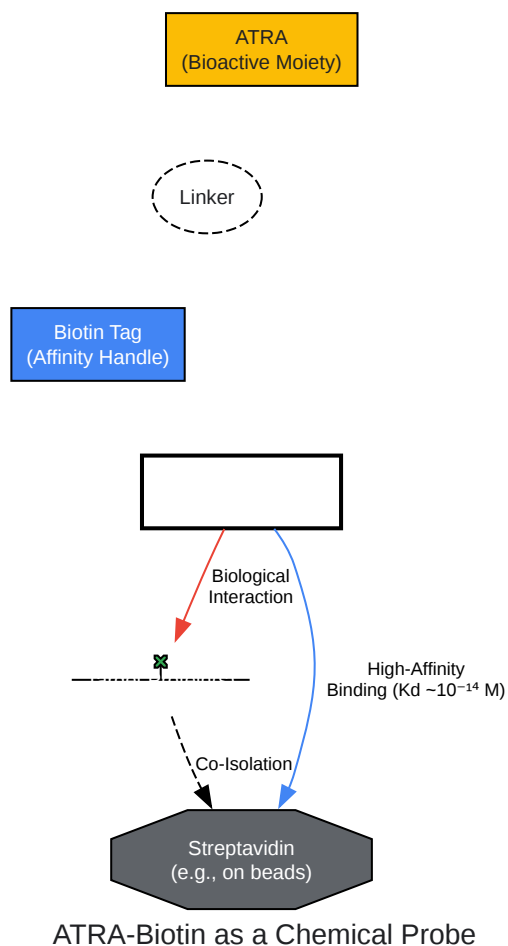 ATRA
(Bioactive Moiety)
Linker
Biotin Tag
(Affinity Handle)
Biological
Interaction
High-Affinity
Binding (Kd ~10⁻¹⁴ M)
Co-Isolation
Streptavidin
(e.g., on beads)
ATRA-Biotin as a Chemical Probe